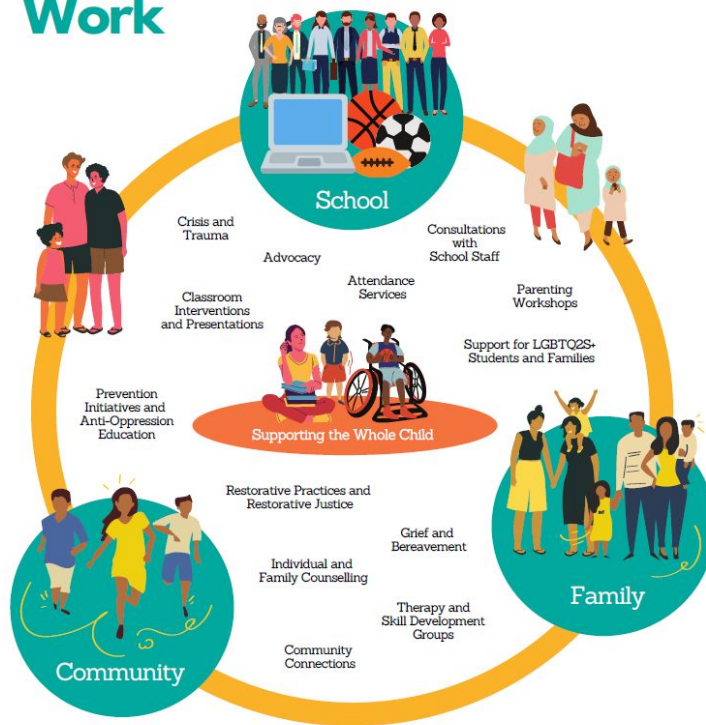 Work
School
Crisis and
Trauma
Advocacy
Consultations
with
School Staff
Attendance
Services
Classroom
Interventions
and Presentations
Parenting
Workshops
Support for LGBTQ2S+
Students and Families
Prevention
Initiatives and
Anti-Oppression
Education
Supporting the Whole Child
Restorative Practices and
Restorative Justice
Grief and
Bereavement
Individual and
Family Counselling
Family
Therapy and
Skill Development
Groups
Community
Connections
Community